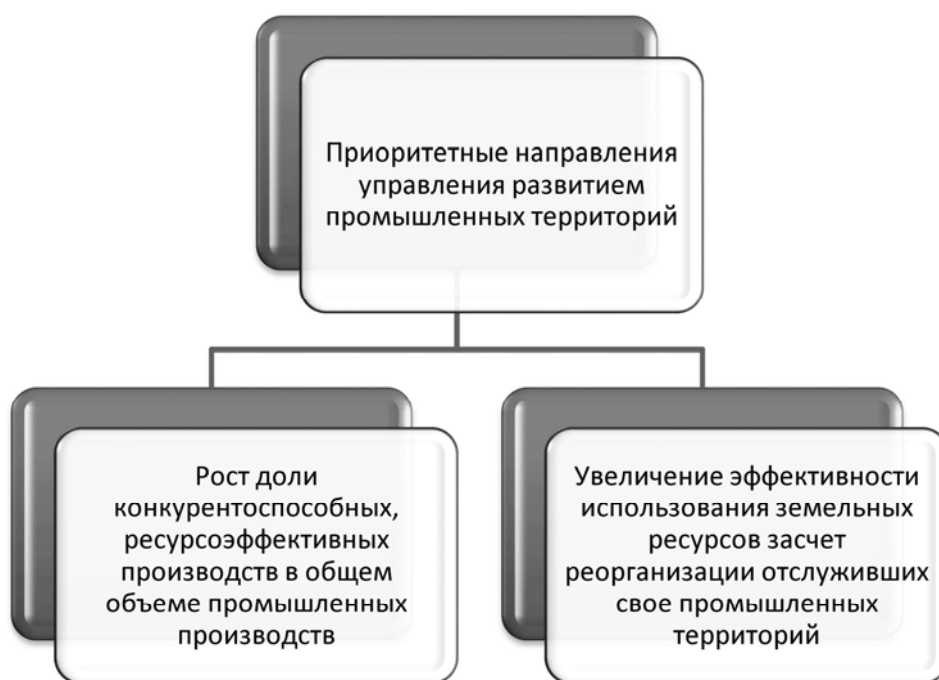 Приоритетные направления
управления развитием
промышленных территорий
Рост доли
конкурентоспособных,
ресурсоэффективных
производств в общем
объеме промышленных
производств
Увеличение эффективности
использования земельных
ресурсов засчет
реорганизации отслуживших
свое промышленных
территорий